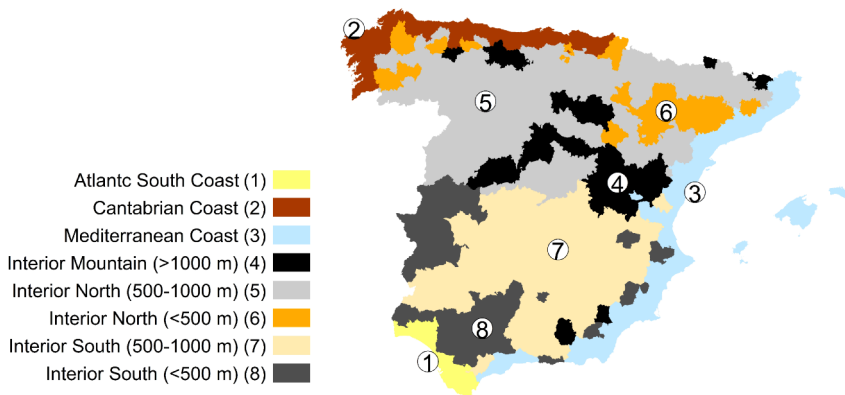 Atlantc South Coast (1)
Cantabrian Coast (2)
Mediterranean Coast (3)
Interior Mountain (>1000 m) (4)
Interior North (500-1000 m) (5)
Interior North (<500 m) (6)
Interior South (500-1000 m) (7)
Interior South (<500 m) (8)
2
5
6
4
3
7
8
1